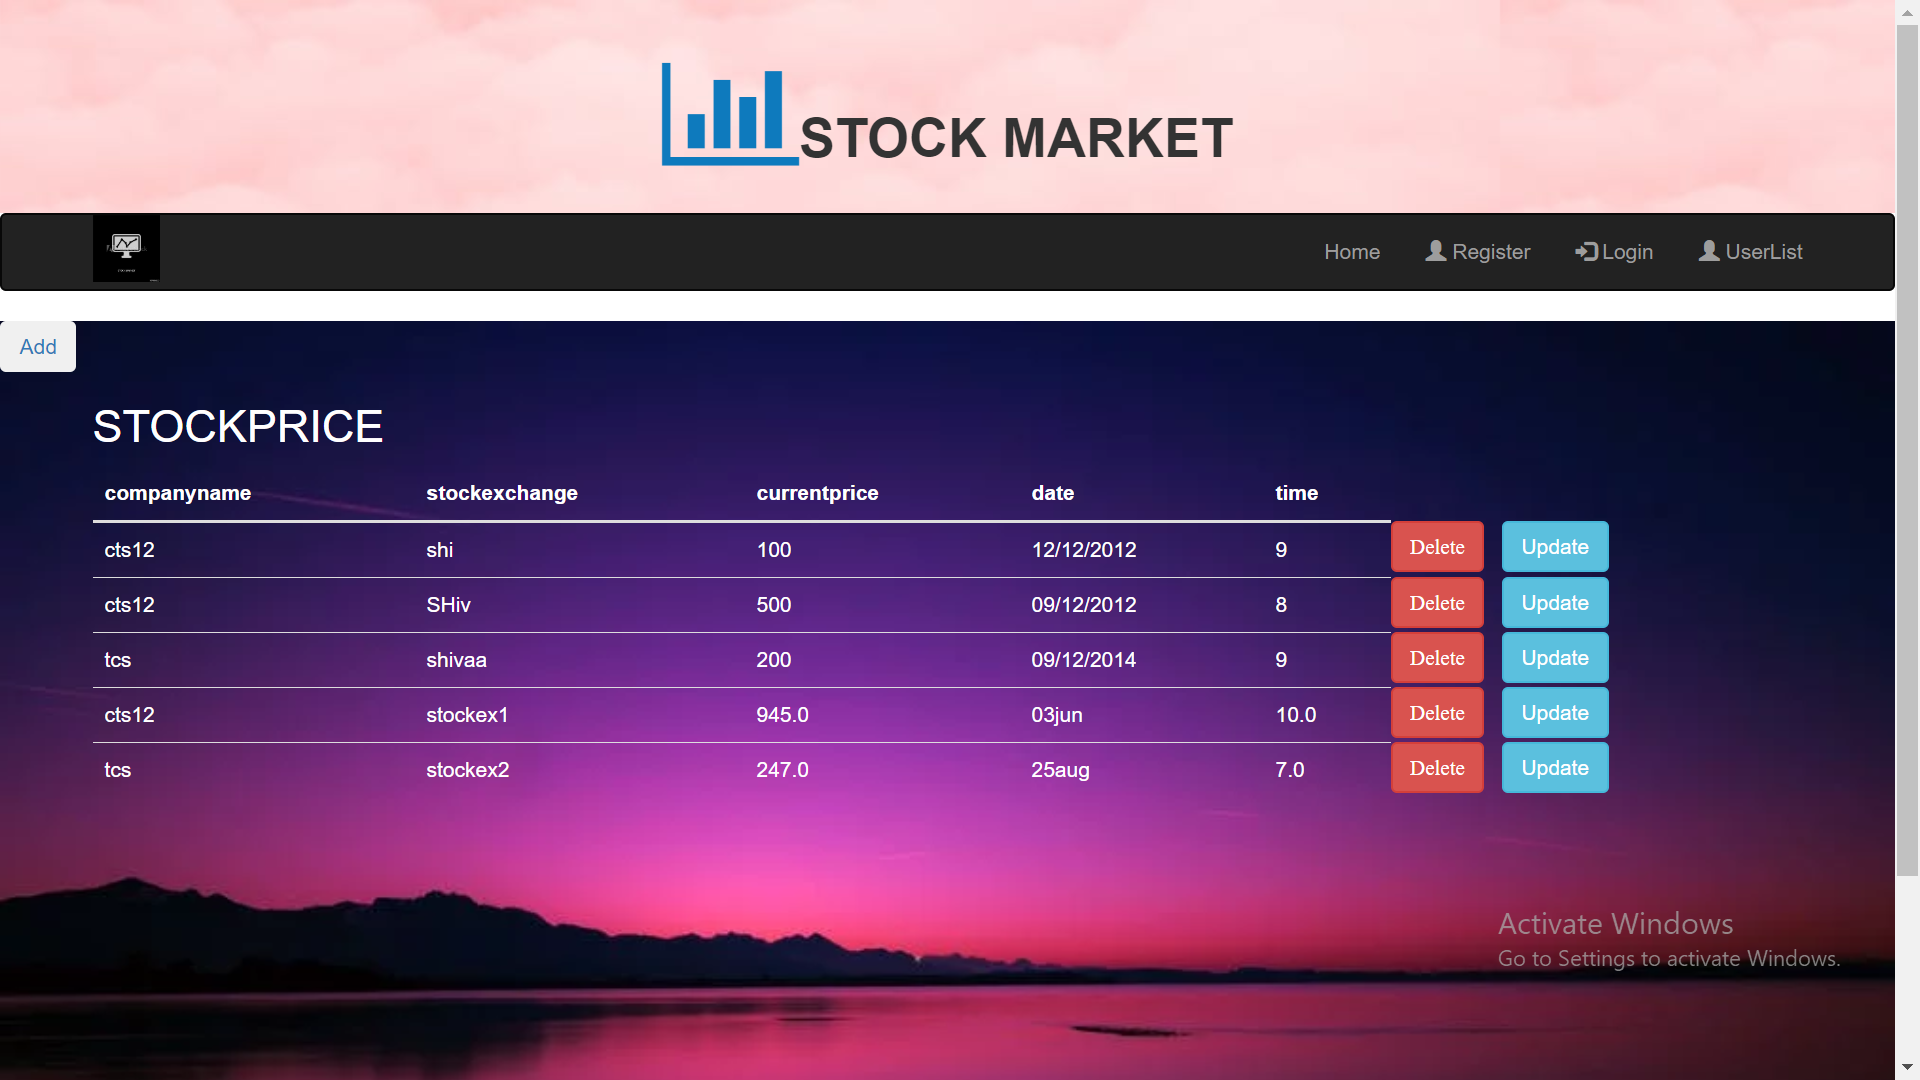 STOCK MARKET
Home Register Login UserList
Add
STOCKPRICE
companyname stockexchange currentprice date time
cts12 shi 100 12/12/2012 9 Delete Update
cts12 SHiv 500 09/12/2012 8 Delete Update
tcs shivaa 200 09/12/2014 9 Delete Update
cts12 stockex1 945.0 03jun 10.0 Delete Update
tcs stockex2 247.0 25aug 7.0 Delete Update
Activate Windows
Go to Settings to activate Windows.